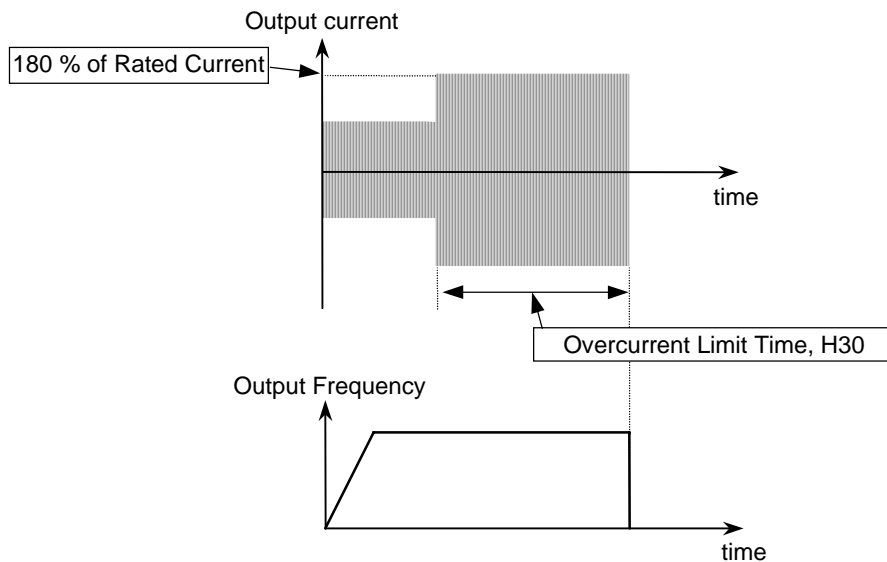 Output current
180 % of Rated Current
time
Overcurrent Limit Time, H30
Output Frequency
time